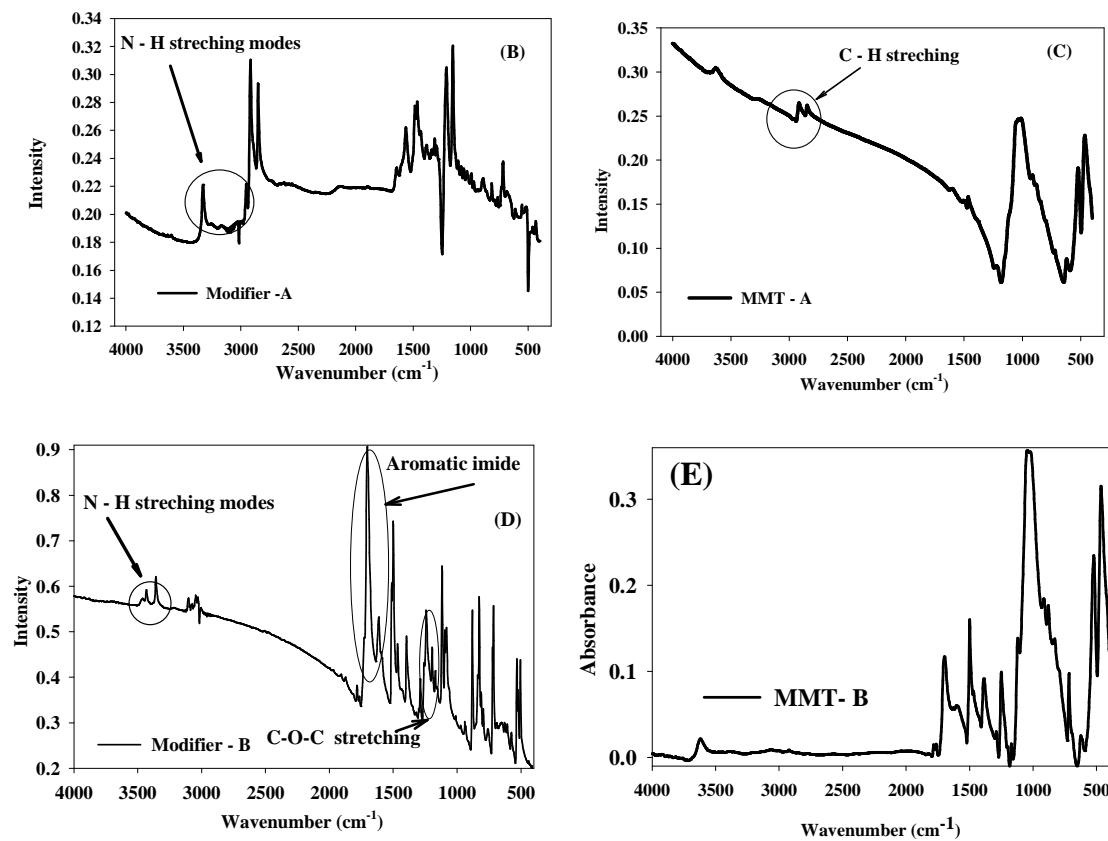 0.34
0.32
0.30
0.28
0.26
0.24
0.22
0.20
0.18
0.16
0.14
0.12
Intensity
N - H streching modes
(B)
Modifier -A
4000 3500 3000 2500 2000 1500 1000 500
Wavenumber (cm-1)
0.35
0.30
0.25
0.20
0.15
0.10
0.05
0.00
Intensity
(C)
C - H streching
MMT - A
4000 3500 3000 2500 2000 1500 1000 500
Wavenumber (cm-1)
0.9
0.8
0.7
0.6
0.5
0.4
0.3
0.2
Intensity
Aromatic imide
N - H streching modes
(D)
C-O-C stretching
Modifier - B
4000 3500 3000 2500 2000 1500 1000 500
Wavenumber (cm-1)
0.3
0.2
0.1
0.0
Absorbance
(E)
MMT- B
4000 3500 3000 2500 2000 1500 1000 500
Wavenumber (cm-1)